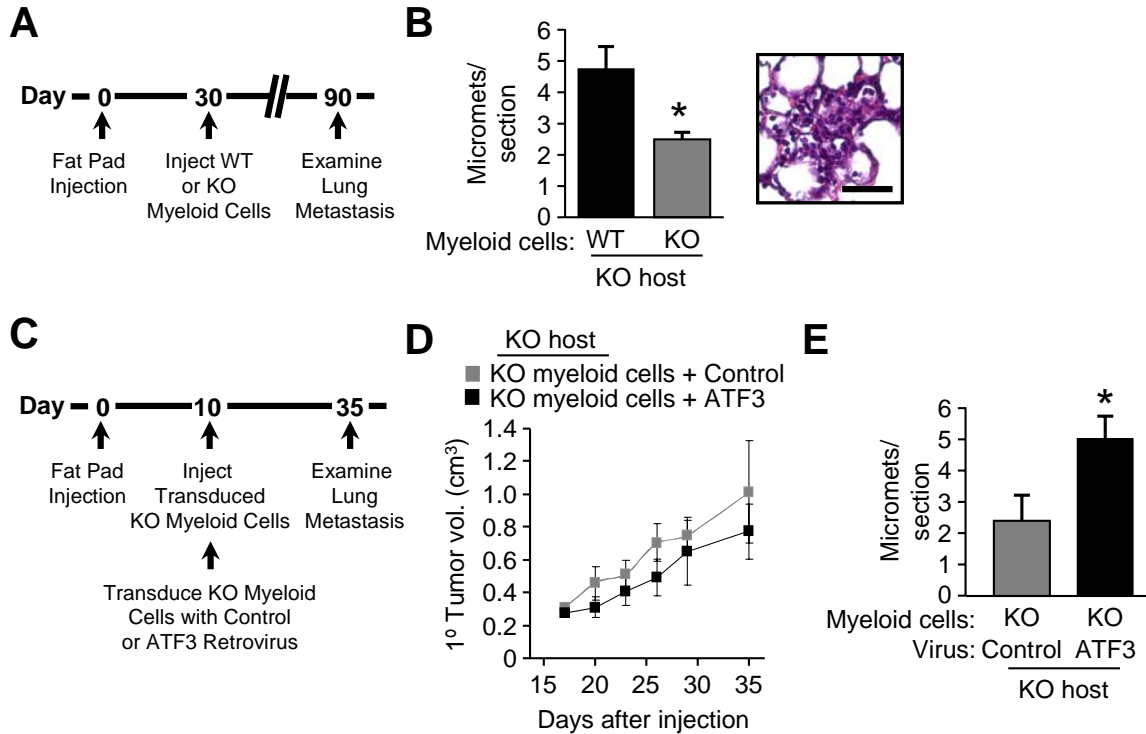 A
Day 0 30 90
Fat Pad
Injection
Inject WT
or KO
Myeloid Cells
Examine
Lung
Metastasis
B
Micromets/
section
6
5
4
3
2
1
0
*
Myeloid cells: WT KO
KO host
C
Day 0 10 35
Fat Pad
Injection
Inject
Transduced
KO Myeloid Cells
Examine
Lung
Metastasis
Transduce KO Myeloid
Cells with Control
or ATF3 Retrovirus
D
KO host
KO myeloid cells + Control
KO myeloid cells + ATF3
1º Tumor vol. (cm³)
1.4
1.2
1.0
0.8
0.6
0.4
0.2
0
15 20 25 30 35
Days after injection
E
Micromets/
section
6
5
4
3
2
1
0
*
Myeloid cells: KO KO
Virus: Control ATF3
KO host